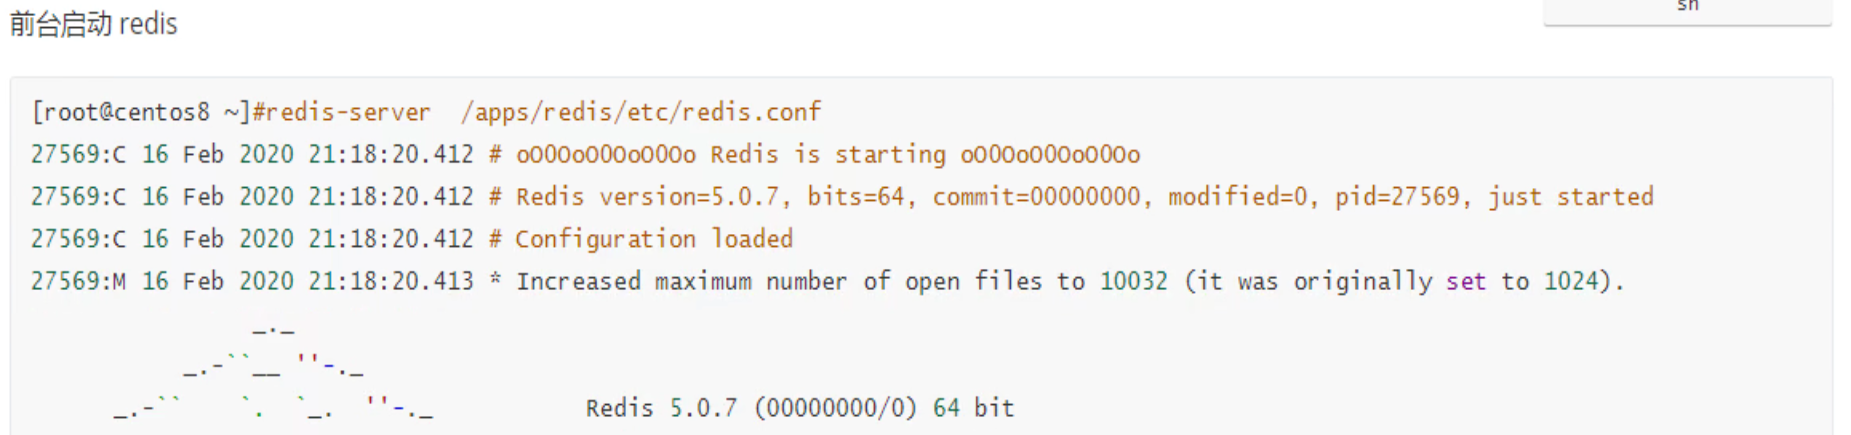 前台启动 redis
sh
[root@centos8 ~]#redis-server  /apps/redis/etc/redis.conf
27569:C 16 Feb 2020 21:18:20.412 # oO0OoO0OoO0Oo Redis is starting oO0OoO0OoO0Oo
27569:C 16 Feb 2020 21:18:20.412 # Redis version=5.0.7, bits=64, commit=00000000, modified=0, pid=27569, just started
27569:C 16 Feb 2020 21:18:20.412 # Configuration loaded
27569:M 16 Feb 2020 21:18:20.413 * Increased maximum number of open files to 10032 (it was originally set to 1024).
                _._
           _.-``__ ''-._
      _.-``    `.  `_.  ''-._           Redis 5.0.7 (00000000/0) 64 bit